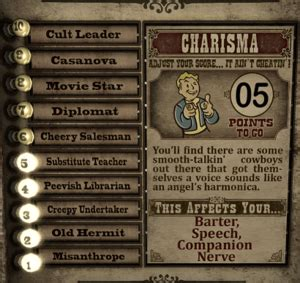 10 Cult Leader
9 Casanova
8 Movie Star
7 Diplomat
6 Cheery Salesman
5 Substitute Teacher
4 Peevish Librarian
3 Creepy Undertaker
2 Old Hermit
1 Misanthrope
CHARISMA
ADJUST YOUR SCORE... IT AIN'T CHEATIN'!
05
POINTS
TO GO
You'll find there are some
smooth-talkin' cowboys
out there that got them-
selves a voice sounds like
an angel's harmonica.
THIS AFFECTS YOUR...
Barter,
Speech,
Companion
Nerve